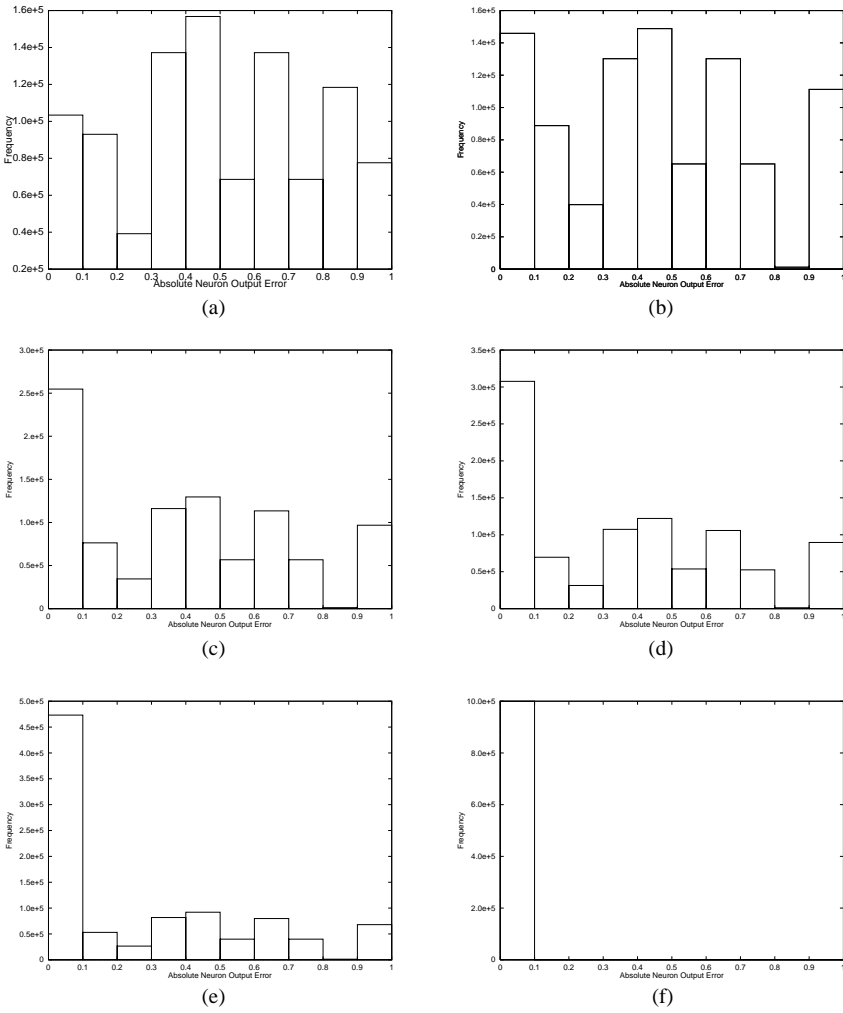 1.6e+5
1.4e+5
1.2e+5
1.0e+5
0.8e+5
0.6e+5
0.4e+5
0.2e+5
Frequency
0 0.1 0.2 0.3 0.4 0.5 0.6 0.7 0.8 0.9 1
Absolute Neuron Output Error
(a)
1.6e+5
1.4e+5
1.2e+5
1.0e+5
0.8e+5
0.6e+5
0.4e+5
0.2e+5
0
Frequency
0 0.1 0.2 0.3 0.4 0.5 0.6 0.7 0.8 0.9 1
Absolute Neuron Output Error
(b)
3.0e+5
2.5e+5
2.e+5
1.5e+5
1.0e+5
0.5e+5
0
Frequency
0 0.1 0.2 0.3 0.4 0.5 0.6 0.7 0.8 0.9 1
Absolute Neuron Output Error
(c)
3.5e+5
3.0e+5
2.5e+5
2.0e+5
1.5e+5
1.0e+5
0.5e+5
0
Frequency
0 0.1 0.2 0.3 0.4 0.5 0.6 0.7 0.8 0.9 1
Absolute Neuron Output Error
(d)
5.0e+5
4.5e+5
4.0e+5
3.5e+5
3.0e+5
2.5e+5
2.0e+5
1.5e+5
1.0e+5
0.5e+5
0
Frequency
0 0.1 0.2 0.3 0.4 0.5 0.6 0.7 0.8 0.9 1
Absolute Neuron Output Error
(e)
10.0e+5
8.0e+5
6.0e+5
4.0e+5
2.0e+5
0
Frequency
0 0.1 0.2 0.3 0.4 0.5 0.6 0.7 0.8 0.9 1
Absolute Neuron Output Error
(f)